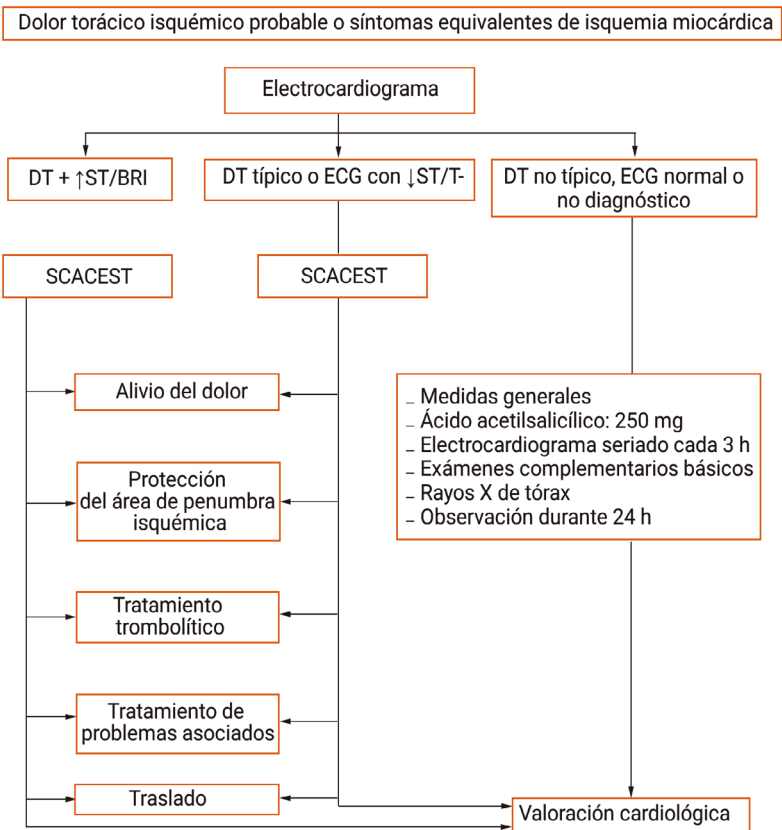 Dolor torácico isquémico probable o síntomas equivalentes de isquemia miocárdica
Electrocardiograma
DT + ↑ST/BRI
DT típico o ECG con ↓ST/T-
DT no típico, ECG normal o
no diagnóstico
SCACEST
SCACEST
Alivio del dolor
Protección
del área de penumbra
isquémica
Tratamiento
trombolítico
Tratamiento de
problemas asociados
Traslado
– Medidas generales
– Ácido acetilsalicílilo: 250 mg
– Electrocardiograma seriado cada 3 h
– Exámenes complementarios básicos
– Rayos X de tórax
– Observación durante 24 h
Valoración cardiológica